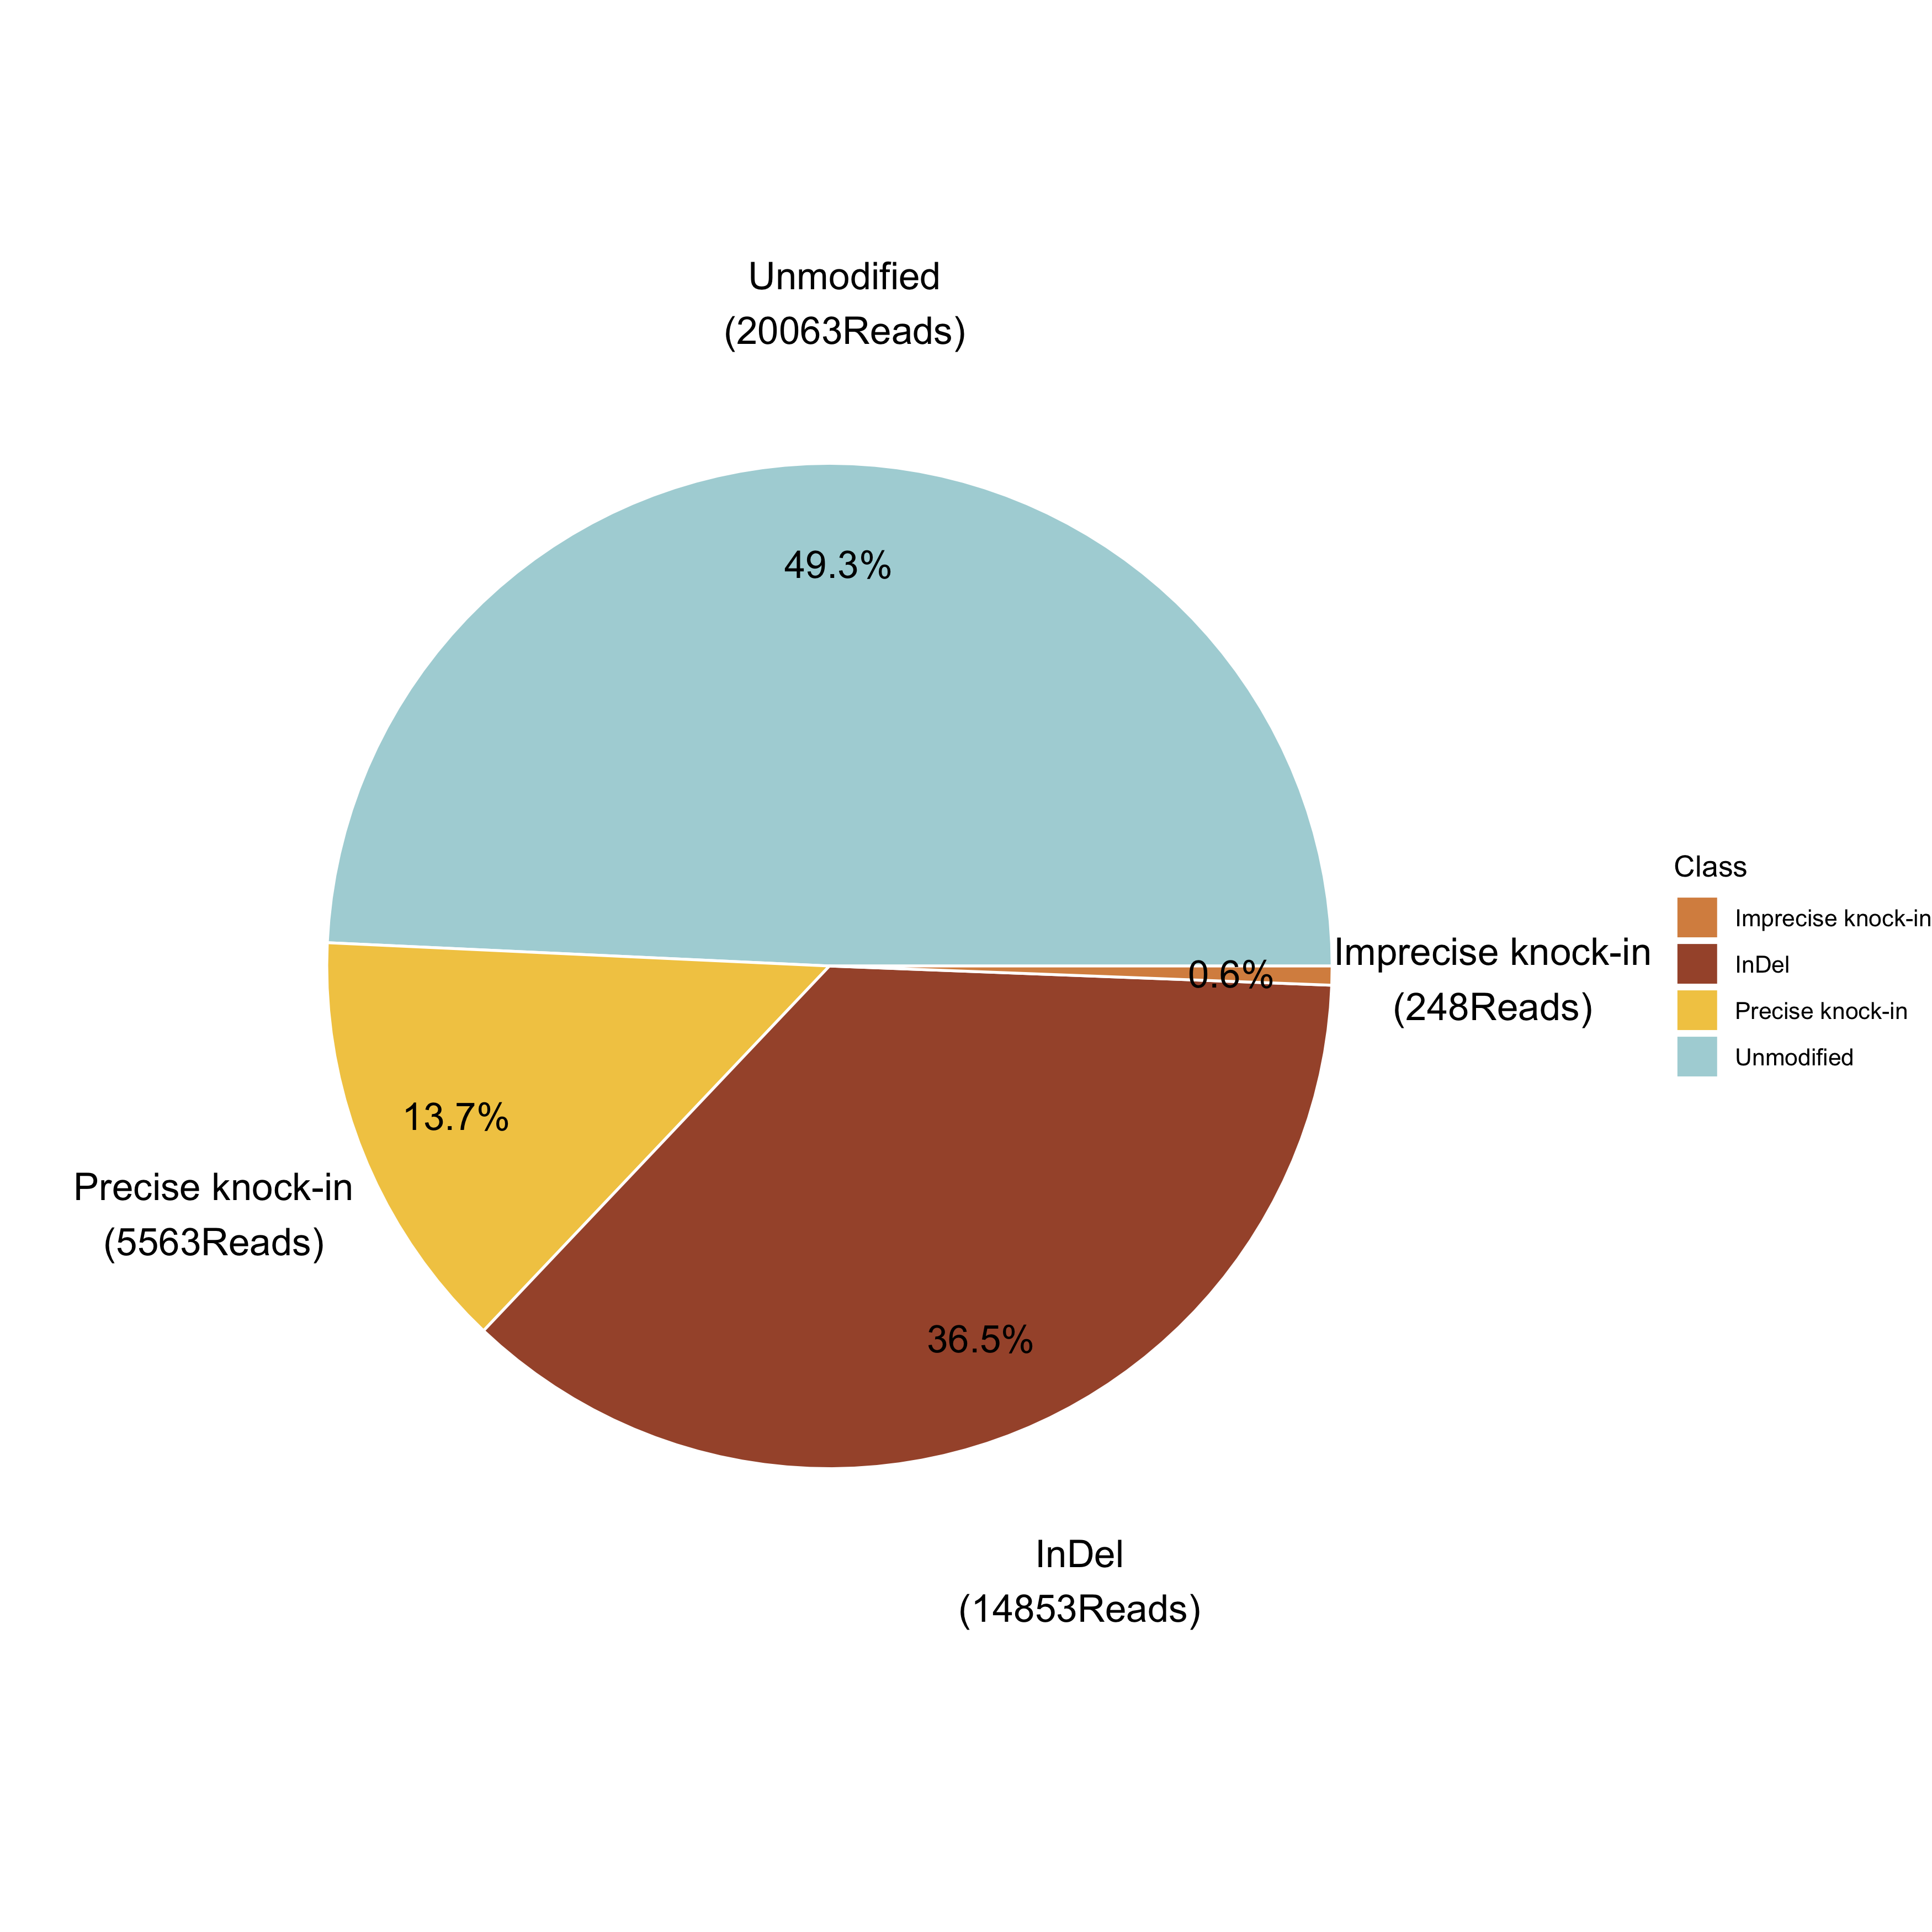 Unmodified
(20063Reads)
49.3%
Imprecise knock-in
(248Reads)
0.6%
13.7%
Precise knock-in
(5563Reads)
36.5%
InDel
(14853Reads)
Class
Imprecise knock-in
InDel
Precise knock-in
Unmodified